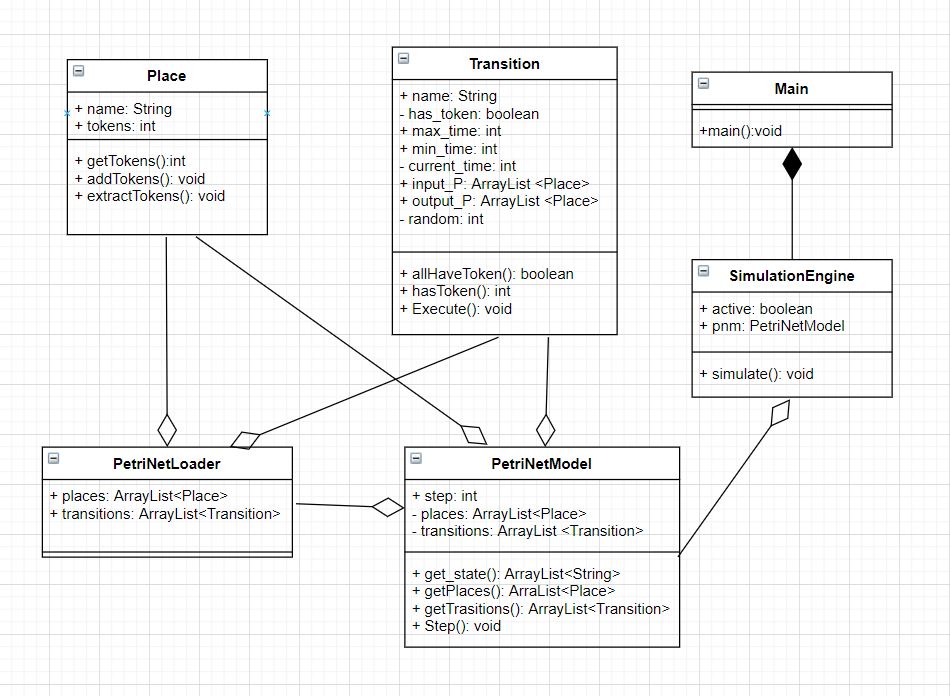 Place
+ name: String
+ tokens: int
+ getTokens():int
+ addTokens(): void
+ extractTokens(): void
Transition
+ name: String
- has_token: boolean
+ max_time: int
+ min_time: int
- current_time: int
+ input_P: ArrayList <Place>
+ output_P: ArrayList <Place>
- random: int
+ allHaveToken(): boolean
+ hasToken(): int
+ Execute(): void
Main
+main():void
SimulationEngine
+ active: boolean
+ pnm: PetriNetModel
+ simulate(): void
PetriNetLoader
+ places: ArrayList<Place>
+ transitions: ArrayList<Transition>
PetriNetModel
+ step: int
- places: ArrayList<Place>
- transitions: ArrayList <Transition>
+ get_state(): ArrayList<String>
+ getPlaces(): ArraList<Place>
+ getTrasitions(): ArrayList<Transition>
+ Step(): void